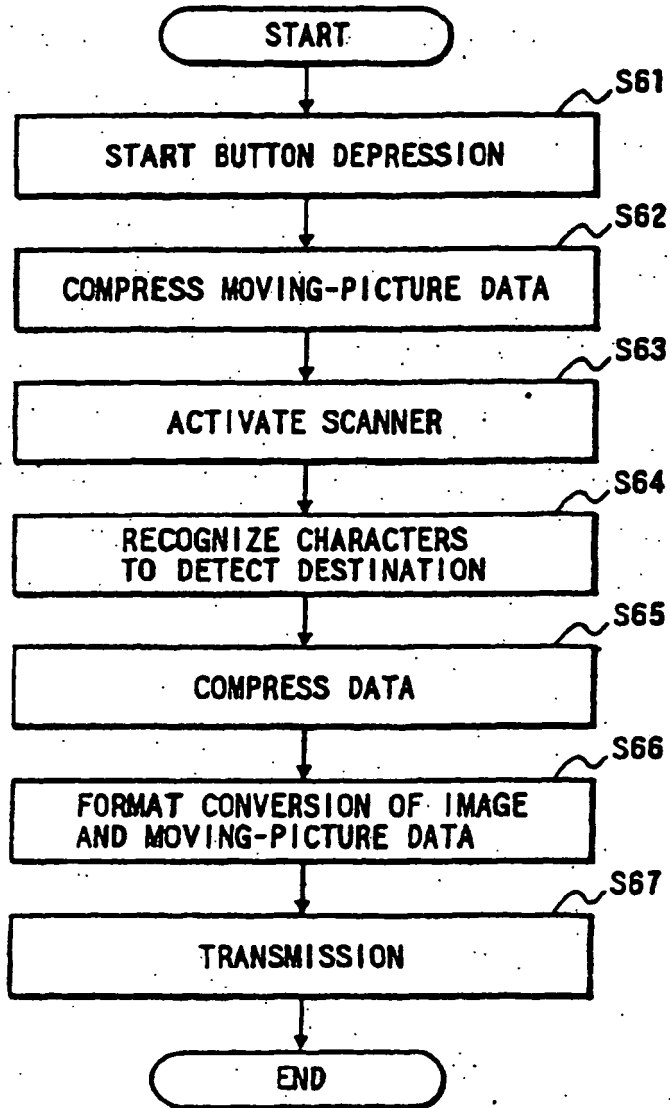 START
S61
START BUTTON DEPRESSION
S62
COMPRESS MOVING-PICTURE DATA
S63
ACTIVATE SCANNER
S64
RECOGNIZE CHARACTERS
TO DETECT DESTINATION
S65
COMPRESS DATA
S66
FORMAT CONVERSION OF IMAGE
AND MOVING-PICTURE DATA
S67
TRANSMISSION
END